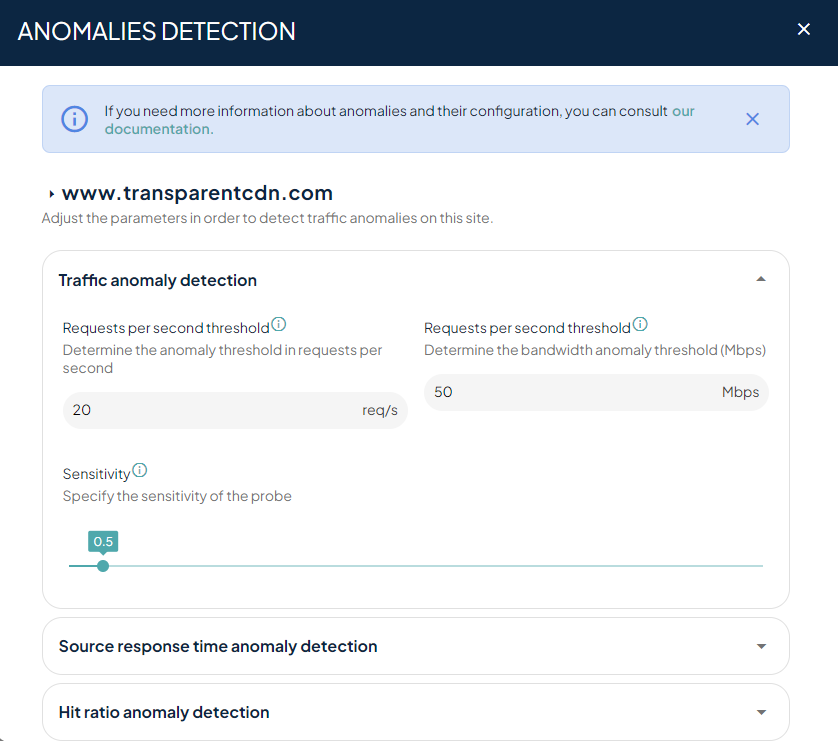 ANOMALIES DETECTION
If you need more information about anomalies and their configuration, you can consult our
documentation.
www.transparentcdn.com
Adjust the parameters in order to detect traffic anomalies on this site.
Traffic anomaly detection
Requests per second threshold
Determine the anomaly threshold in requests per
second
20 req/s
Requests per second threshold
Determine the bandwidth anomaly threshold (Mbps)
50 Mbps
Sensitivity
Specify the sensitivity of the probe
0.5
Source response time anomaly detection
Hit ratio anomaly detection